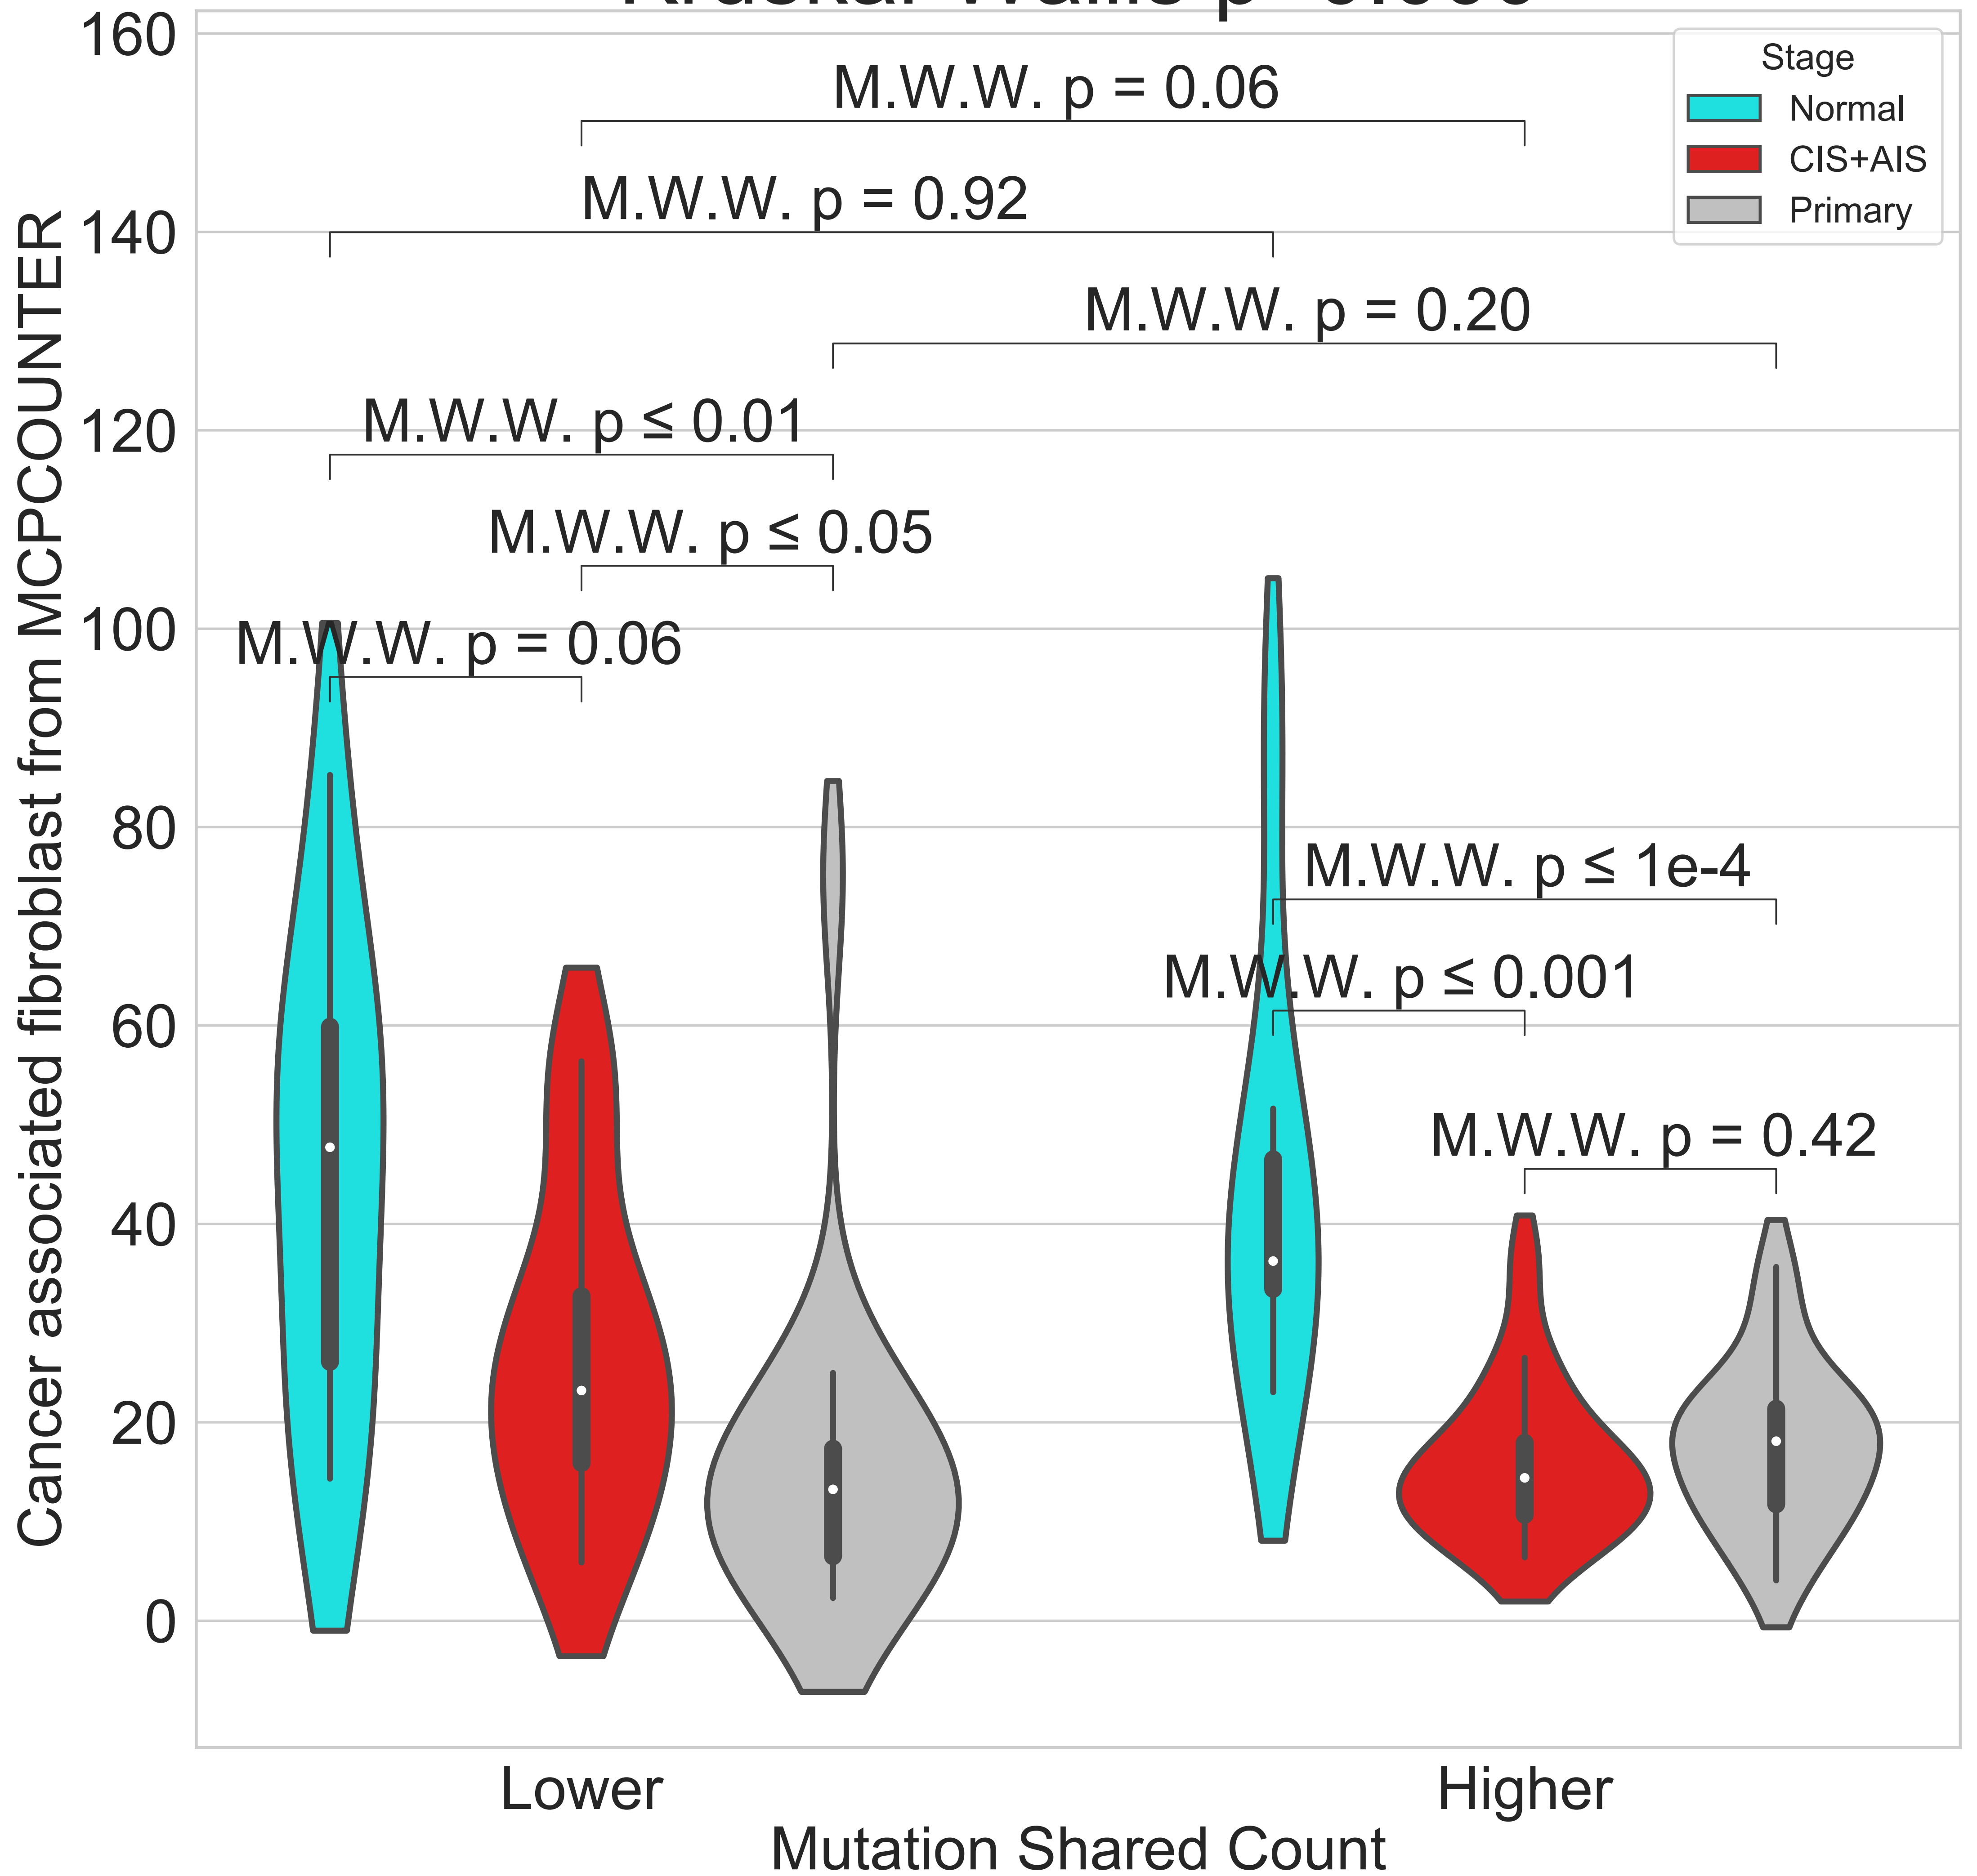 160
M.W.W. p = 0.06
M.W.W. p = 0.92
140
M.W.W. p = 0.20
M.W.W. p ≤ 0.01
120
M.W.W. p ≤ 0.05
M.W.W. p = 0.06
100
80
M.W.W. p ≤ 1e-4
M.W.W. p ≤ 0.001
60
M.W.W. p = 0.42
40
20
0
Cancer associated fibroblast from MCPCOUNTER
Stage
Normal
CIS+AIS
Primary
Lower
Higher
Mutation Shared Count